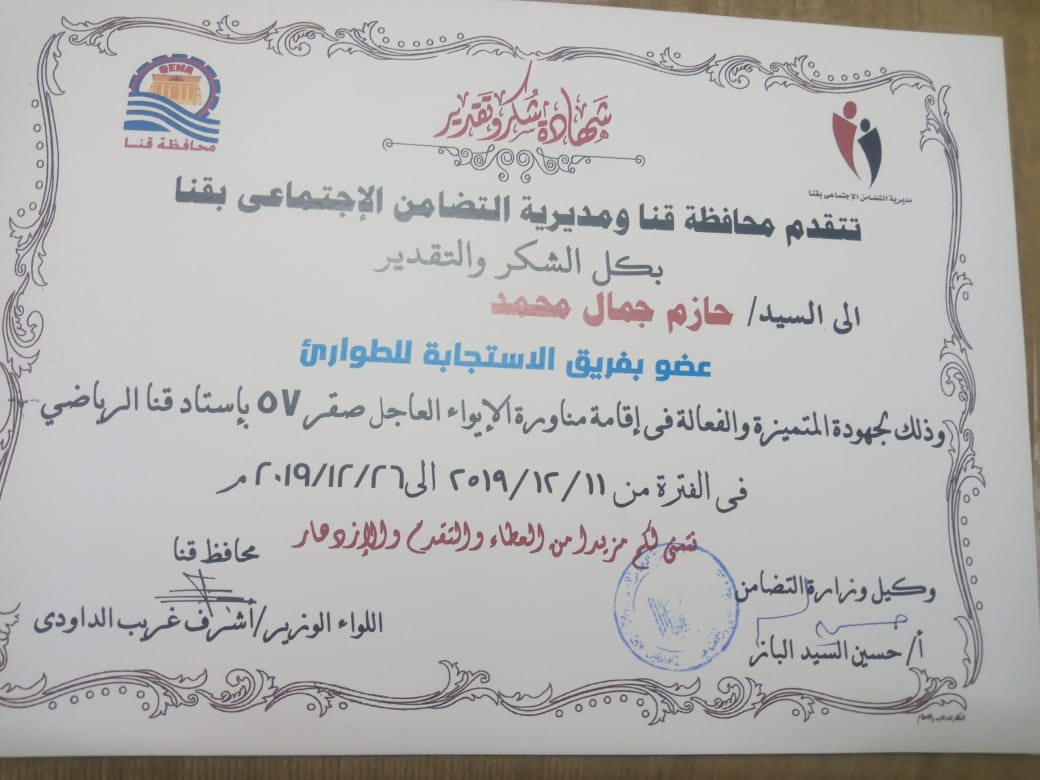 QENA
محافظة قنا
شهادة شكر وتقدير
مديرية التضامن الإجتماعى بقنا
تتقدم محافظة قنا ومديرية التضامن الإجتماعى بقنا
بكل الشكر والتقدير
الى السيد/ حازم جمال محمد
عضو بفريق الاستجابة للطوارئ
وذلك لجهودة المتميزة والفعالة فى إقامة مناورة الإيواء العاجل صقر ٥٧ بإستاد قنا الرياضي
فى الفترة من ٢٠١٩/١٢/١١ الى ٢٠١٩/١٢/٢٦ م
نتمنى لكم مزيدا من العطاء والتقدم والإزدهار
وكيل وزارة التضامن
أ/ حسين السيد الباز
محافظ قنا
اللواء الوزير/ أشرف غريب الداودى